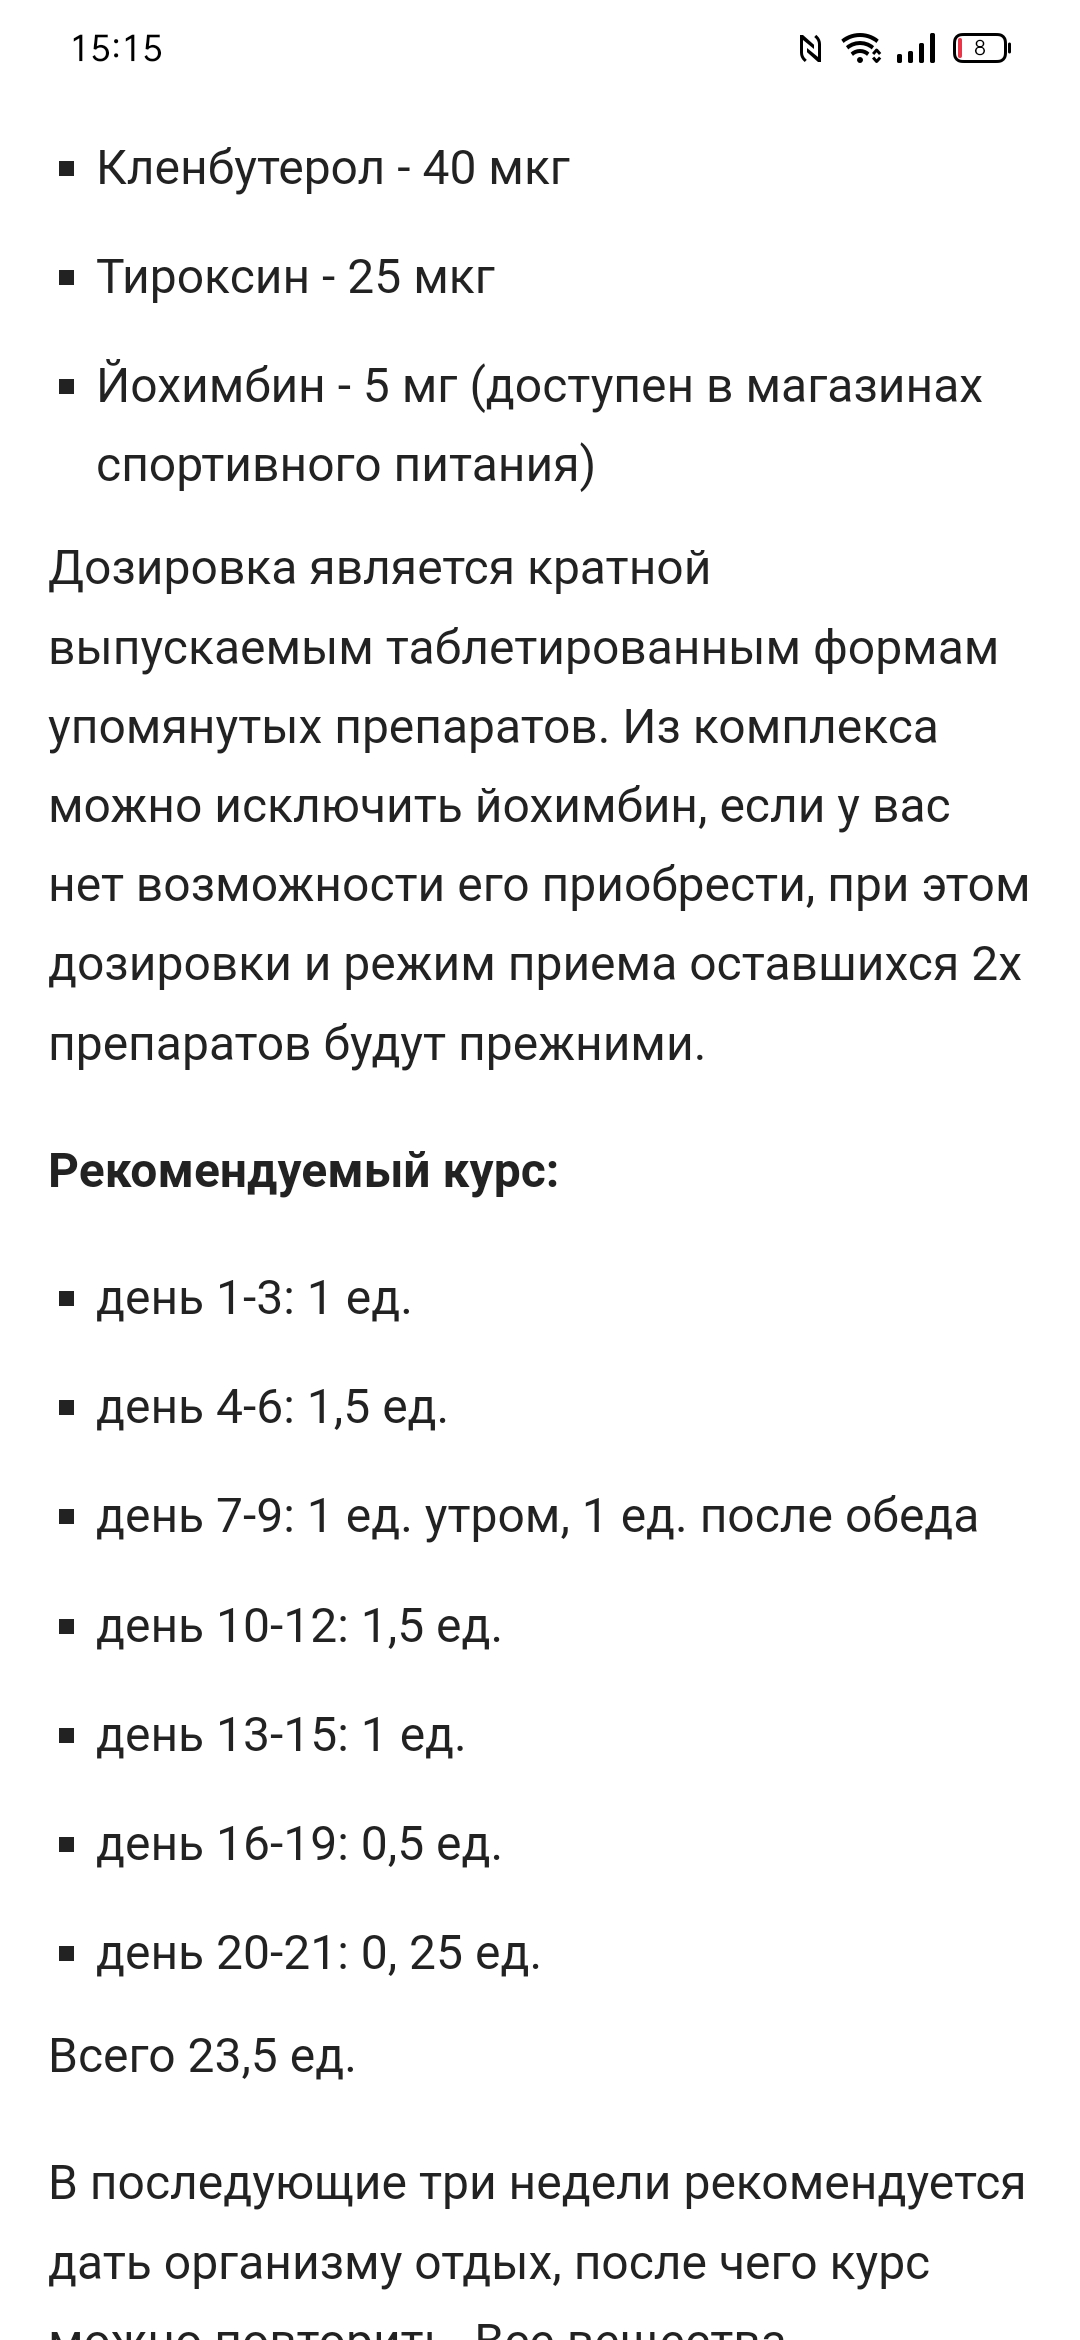 15:15
8
Кленбутерол - 40 мкг
Тироксин - 25 мкг
Йохимбин - 5 мг (доступен в магазинах
спортивного питания)
Дозировка является кратной
выпускаемым таблетированным формам
упомянутых препаратов. Из комплекса
можно исключить йохимбин, если у вас
нет возможности его приобрести, при этом
дозировки и режим приема оставшихся 2х
препаратов будут прежними.
Рекомендуемый курс:
день 1-3: 1 ед.
день 4-6: 1,5 ед.
день 7-9: 1 ед. утром, 1 ед. после обеда
день 10-12: 1,5 ед.
день 13-15: 1 ед.
день 16-19: 0,5 ед.
день 20-21: 0, 25 ед.
Всего 23,5 ед.
В последующие три недели рекомендуется
дать организму отдых, после чего курс
можно повторить. Все вещества